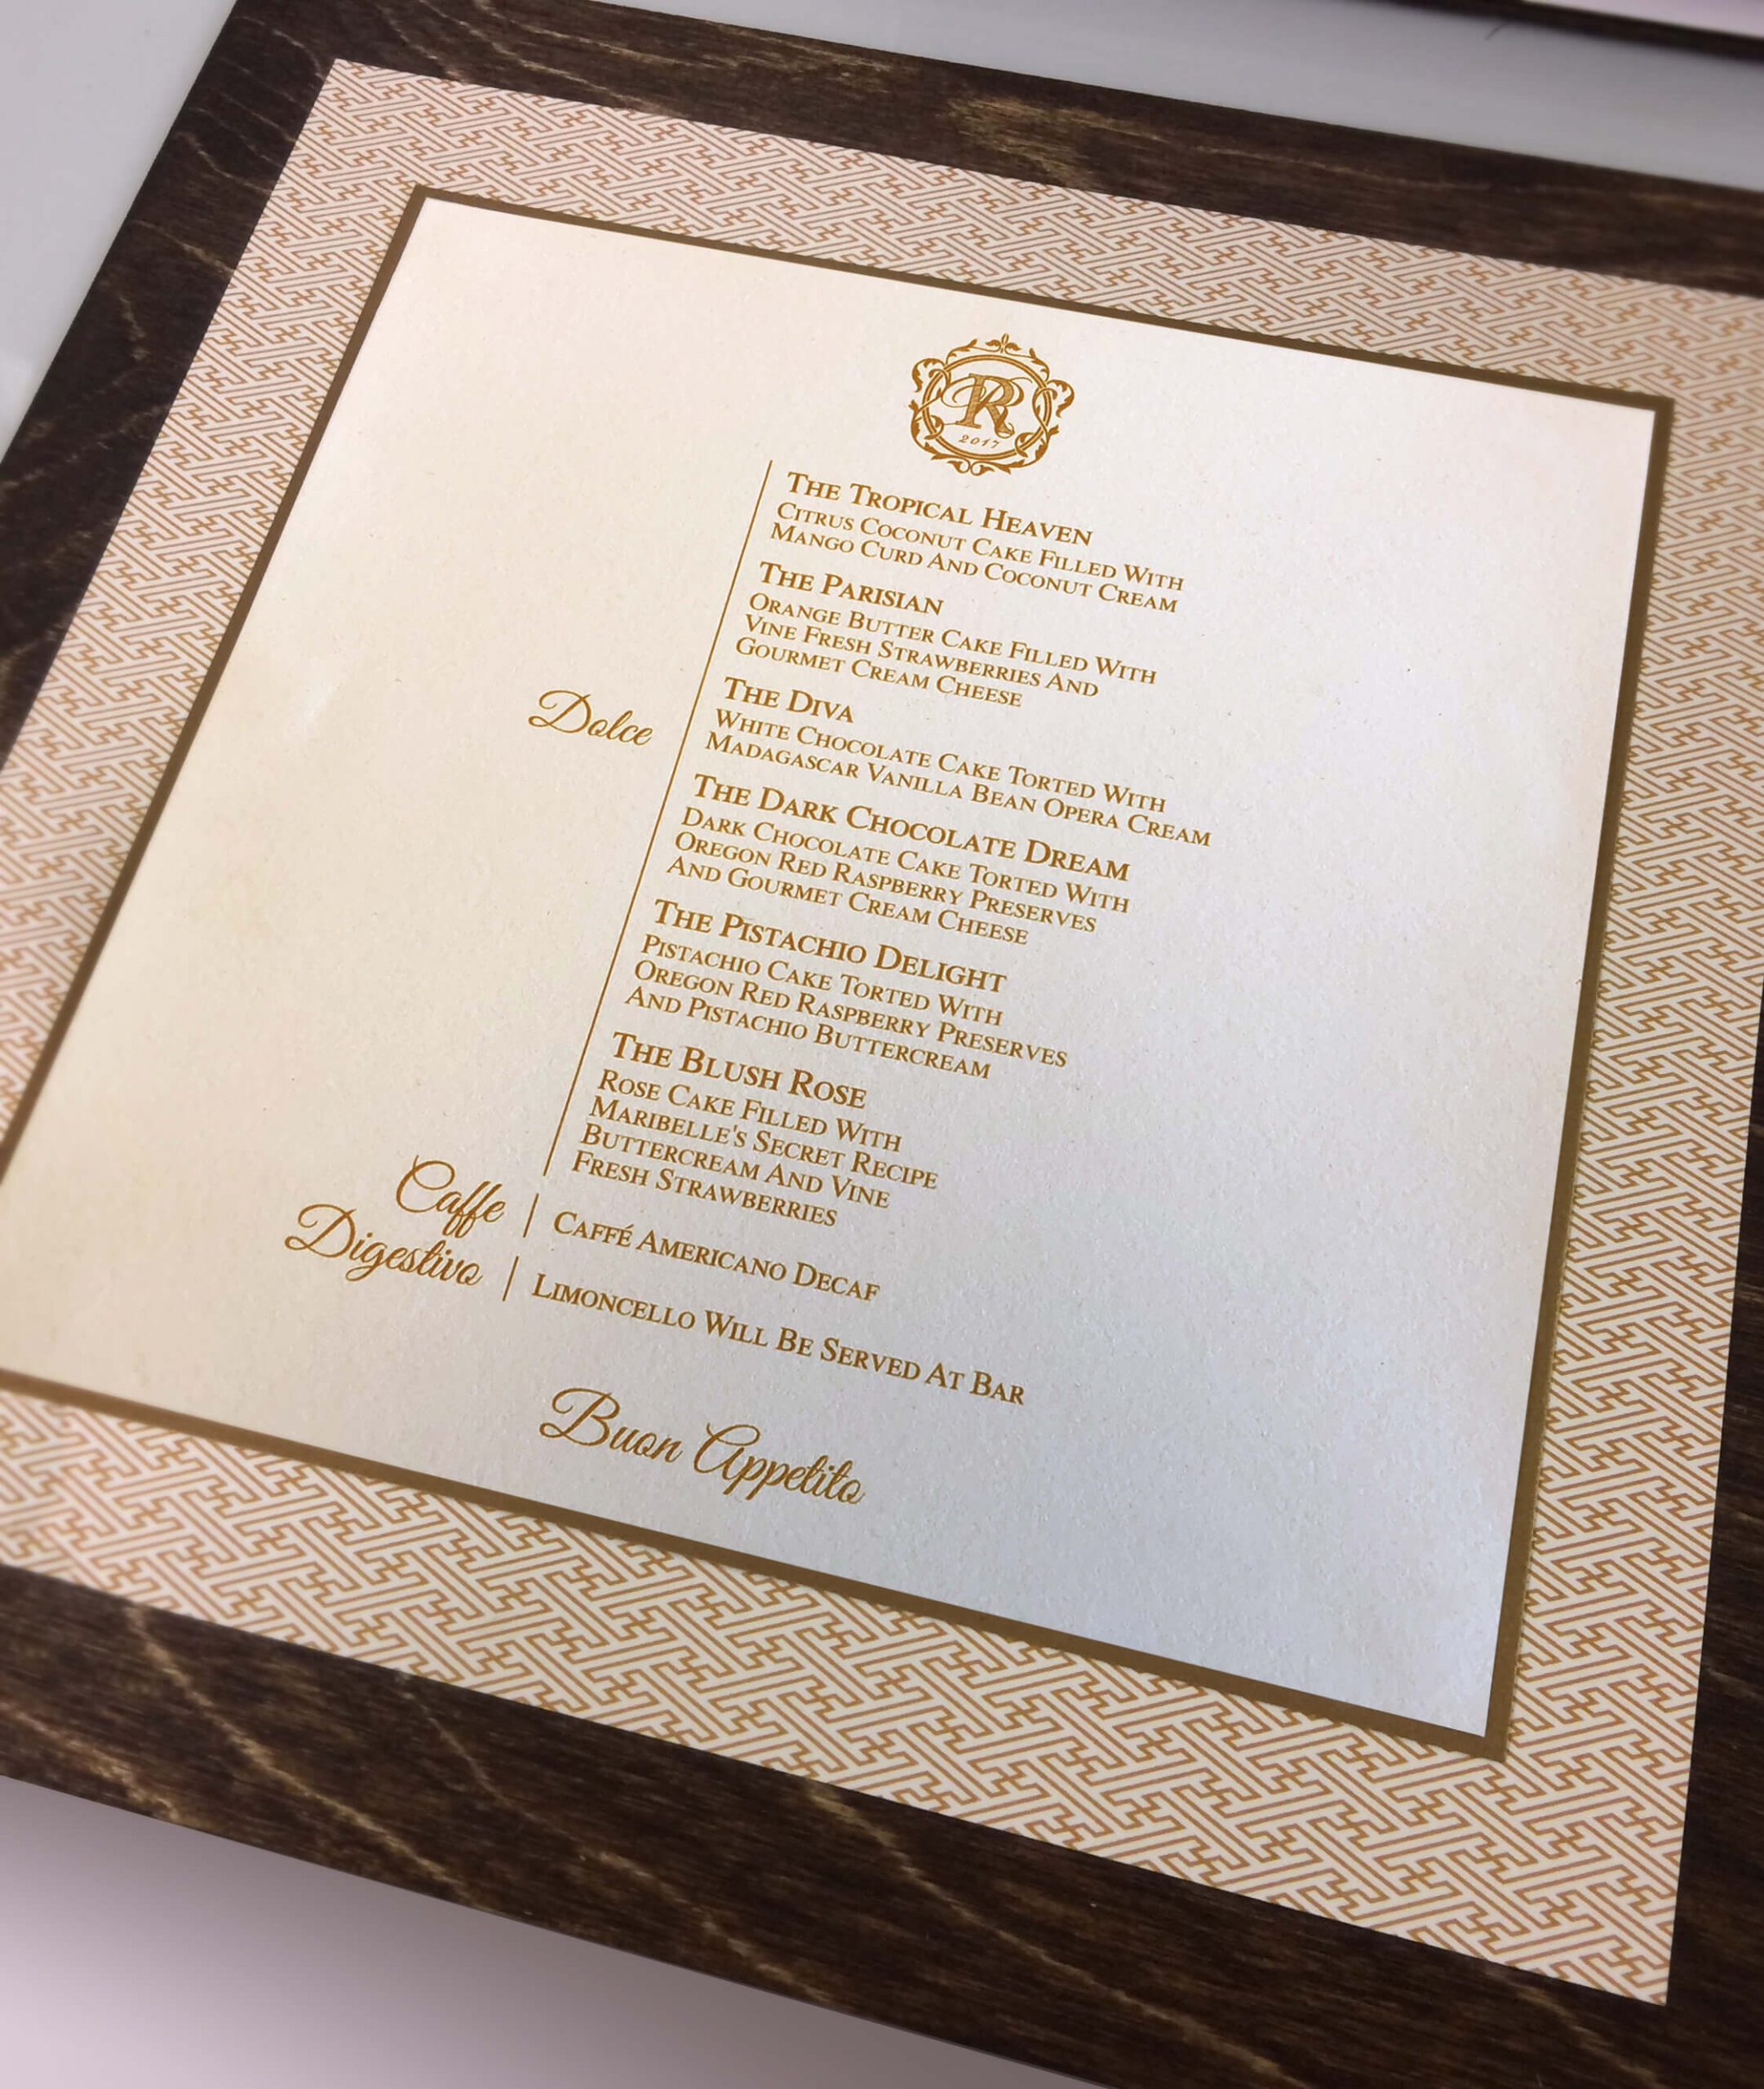 R
2017
The Tropical Heaven
Citrus Coconut Cake Filled With
Mango Curd And Coconut Cream
The Parisian
Orange Butter Cake Filled With
Vine Fresh Strawberries And
Gourmet Cream Cheese
Dolce
The Diva
White Chocolate Cake Torted With
Madagascar Vanilla Bean Opera Cream
The Dark Chocolate Dream
Dark Chocolate Cake Torted With
Oregon Red Raspberry Preserves
And Gourmet Cream Cheese
The Pistachio Delight
Pistachio Cake Torted With
Oregon Red Raspberry Preserves
And Pistachio Buttercream
The Blush Rose
Rose Cake Filled With
Maribelle's Secret Recipe
Buttercream And Vine
Fresh Strawberries
Caffe | Caffé Americano Decaf
Digestivo | Limoncello Will Be Served At Bar
Buon Appetito